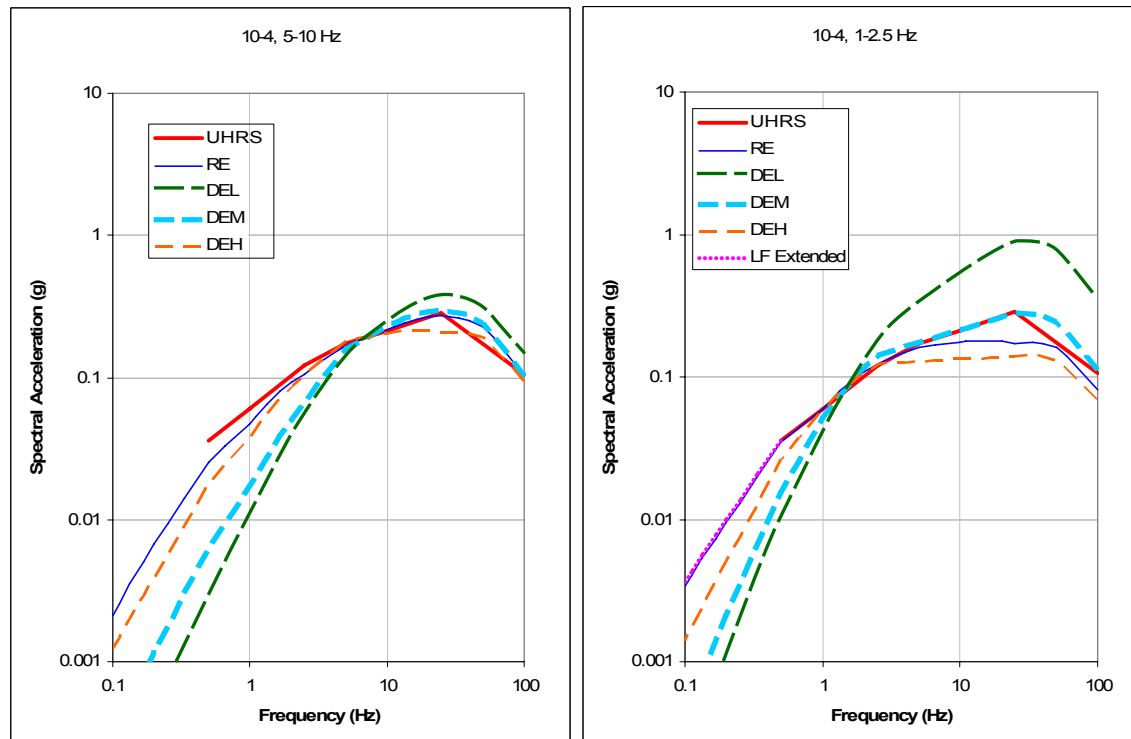 10-4, 5-10 Hz
10
1
0.1
0.01
0.001
Spectral Acceleration (g)
UHRS
RE
DEL
DEM
DEH
0.1
1
10
100
Frequency (Hz)
10-4, 1-2.5 Hz
10
1
0.1
0.01
0.001
Spectral Acceleration (g)
UHRS
RE
DEL
DEM
DEH
LF Extended
0.1
1
10
100
Frequency (Hz)